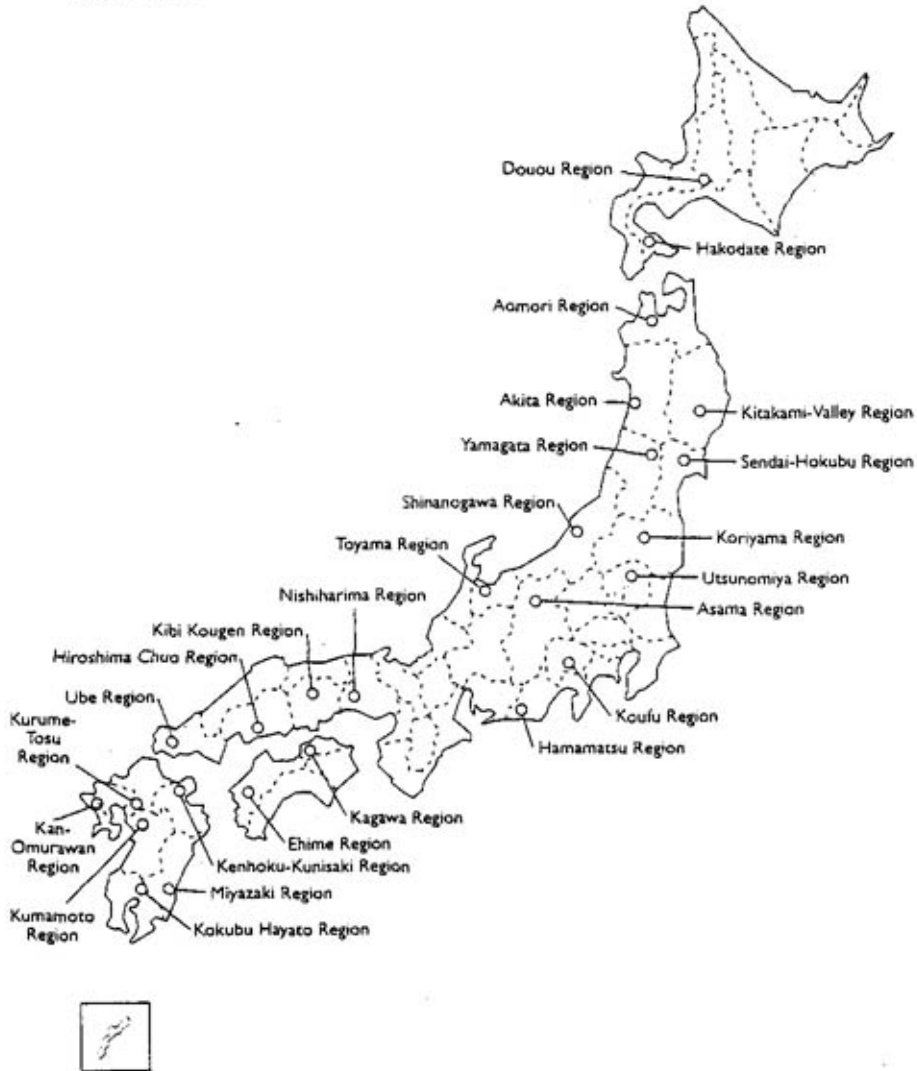 Douou Region
Hakodate Region
Aomori Region
Akita Region
Kitakami-Valley Region
Yamagata Region
Sendai-Hokubu Region
Shinanogawa Region
Koriyama Region
Toyama Region
Utsunomiya Region
Nishiharima Region
Asama Region
Kibi Kougen Region
Hiroshima Chuo Region
Ube Region
Koufu Region
Kurume-
Tosu
Region
Hamamatsu Region
Kagawa Region
Kan-
Omurawan
Region
Ehime Region
Kenhoku-Kunisaki Region
Miyazaki Region
Kumamoto
Region
Kokubu Hayato Region